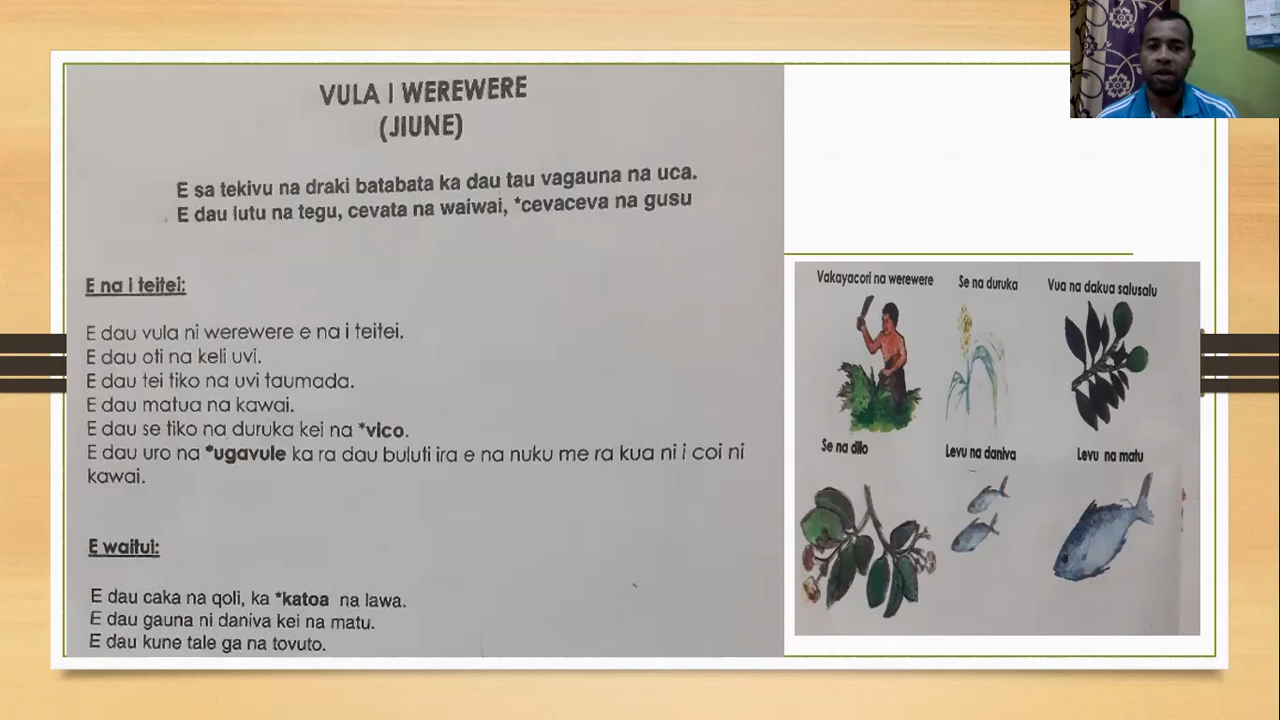 VULA I WEREWERE
(JIUNE)
E sa tekivu na draki batabata ka dau tau vagauna na uca.
E dau lutu na tegu, cevata na waiwai, *cevaceva na gusu
E na i teitei:
E dau vula ni werewere e na i teitei.
E dau oti na keli uvi.
E dau tei tiko na uvi taumada.
E dau matua na kawai.
E dau se tiko na duruka kei na *vico.
E dau uro na *ugavule ka ra dau buluti ira e na nuku me ra kua ni i coi ni
kawai.
E waitui:
E dau caka na qoli, ka *katoa na lawa.
E dau gauna ni daniva kei na matu.
E dau kune tale ga na tovuto.
Vakayacori na werewere
Se na duruka
Vua na dakua salusalu
Se na dilo
Levu na daniva
Levu na matu